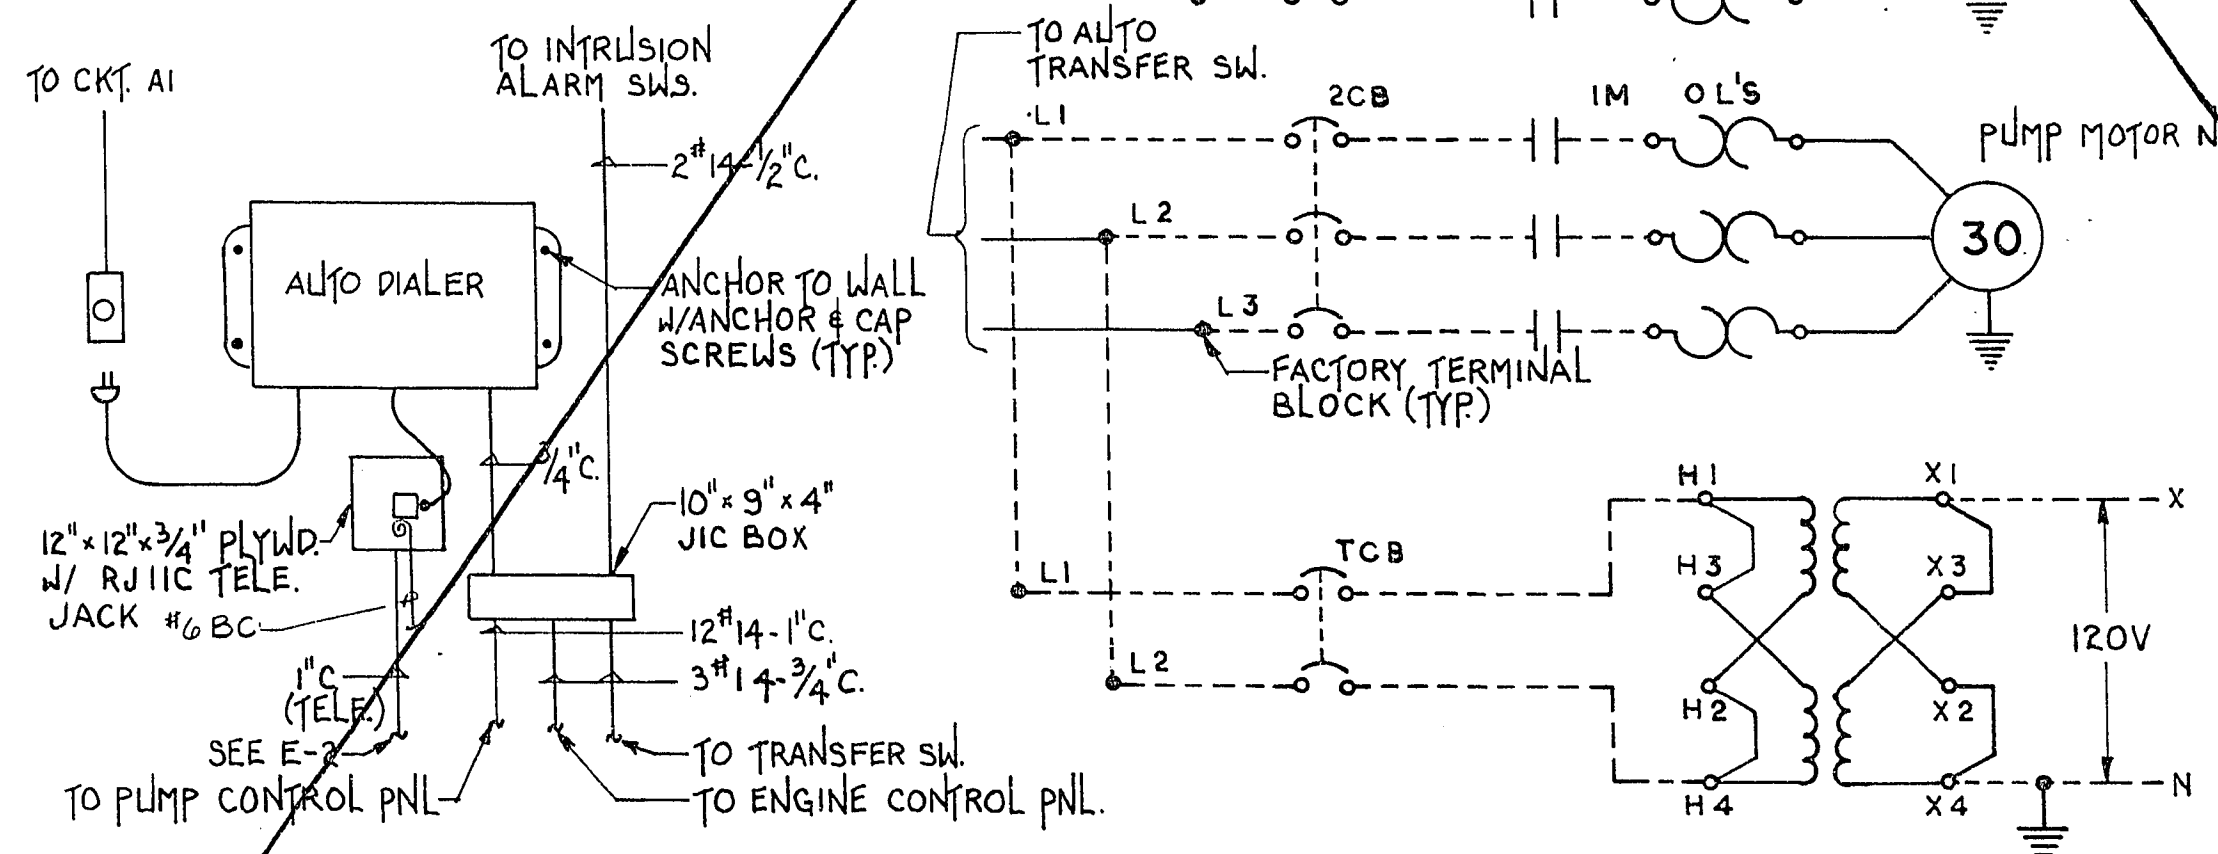 TO CKT. A1
TO INTRUSION
ALARM SWS.
2#14-1/2"C.
AUTO DIALER
ANCHOR TO WALL
W/ANCHOR & CAP
SCREWS (TYP.)
3/4"C.
10"x 9"x 4"
JIC BOX
12"x12"x3/4" PLYWD.
W/ RJ11C TELE.
JACK
#6 BC
12#14-1"C.
3#14-3/4"C.
1"C
(TELE.)
SEE E-2
TO PUMP CONTROL PNL
TO TRANSFER SW.
TO ENGINE CONTROL PNL.
TO AUTO
TRANSFER SW.
L1
2CB
1M
OL'S
PUMP MOTOR N
L2
30
L3
FACTORY TERMINAL
BLOCK (TYP.)
L1
TCB
L2
H1
H3
H2
H4
X1
X3
X2
X4
X
120V
N